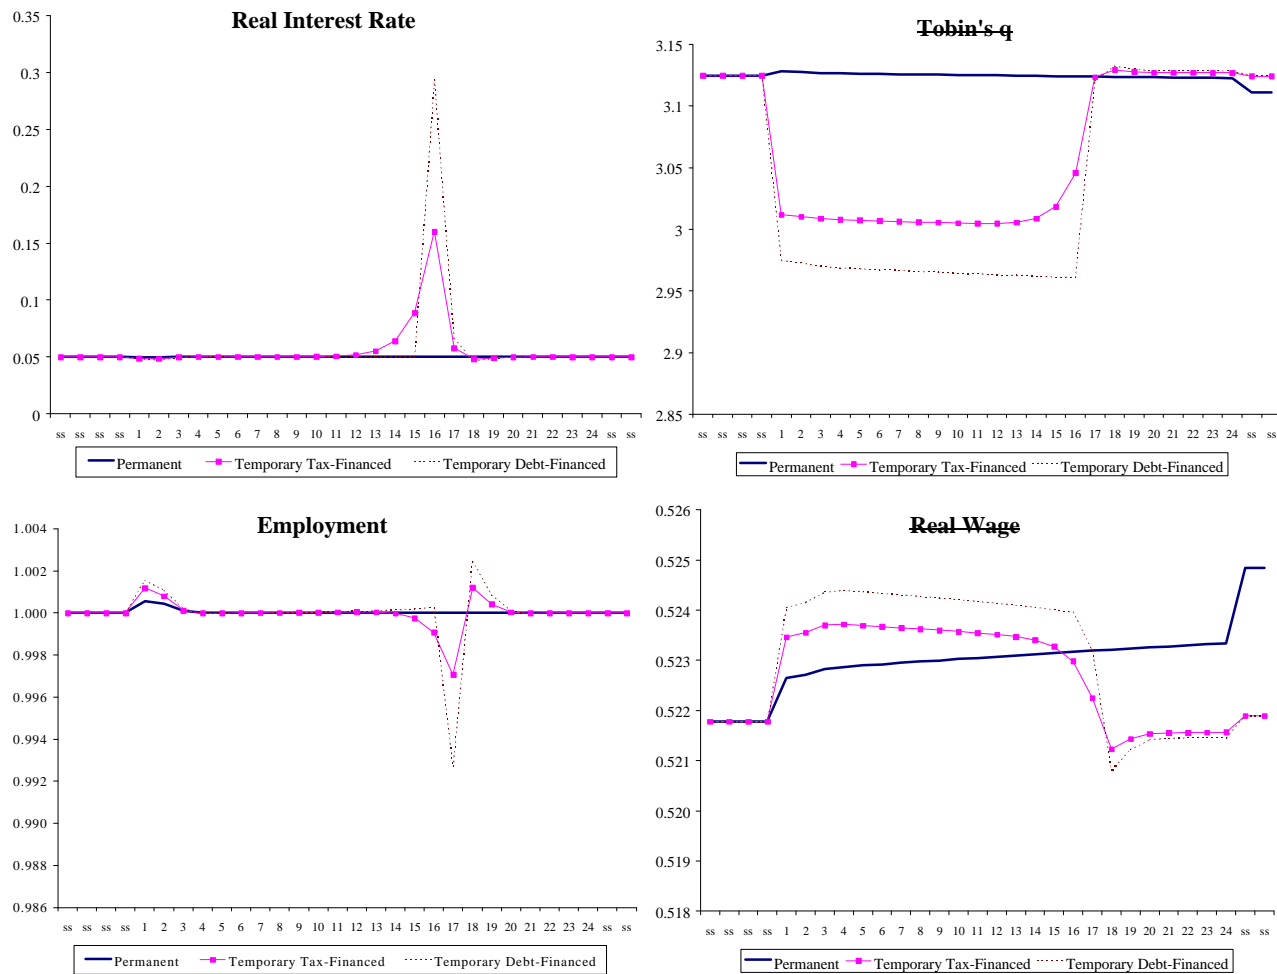 Real Interest Rate
0.35
0.3
0.25
0.2
0.15
0.1
0.05
0
ss ss ss ss 1 2 3 4 5 6 7 8 9 10 11 12 13 14 15 16 17 18 19 20 21 22 23 24 ss ss
Permanent Temporary Tax-Financed Temporary Debt-Financed
Tobin's q
3.15
3.1
3.05
3
2.95
2.9
2.85
ss ss ss ss 1 2 3 4 5 6 7 8 9 10 11 12 13 14 15 16 17 18 19 20 21 22 23 24 ss ss
Permanent Temporary Tax-Financed Temporary Debt-Financed
Employment
1.004
1.002
1.000
0.998
0.996
0.994
0.992
0.990
0.988
0.986
ss ss ss ss 1 2 3 4 5 6 7 8 9 10 11 12 13 14 15 16 17 18 19 20 21 22 23 24 ss ss
Permanent Temporary Tax-Financed Temporary Debt-Financed
Real Wage
0.526
0.525
0.524
0.523
0.522
0.521
0.520
0.519
0.518
ss ss ss ss 1 2 3 4 5 6 7 8 9 10 11 12 13 14 15 16 17 18 19 20 21 22 23 24 ss ss
Permanent Temporary Tax-Financed Temporary Debt-Financed